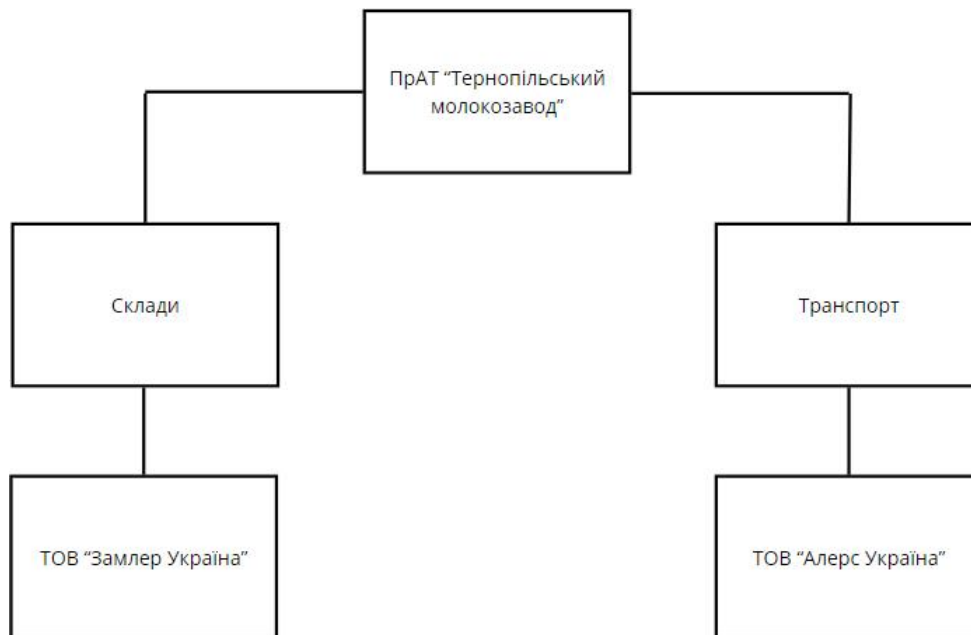 ПрАТ “Тернопільський
молокозавод”
Склади
Транспорт
ТОВ “Замлер Україна”
ТОВ “Алерс Україна”